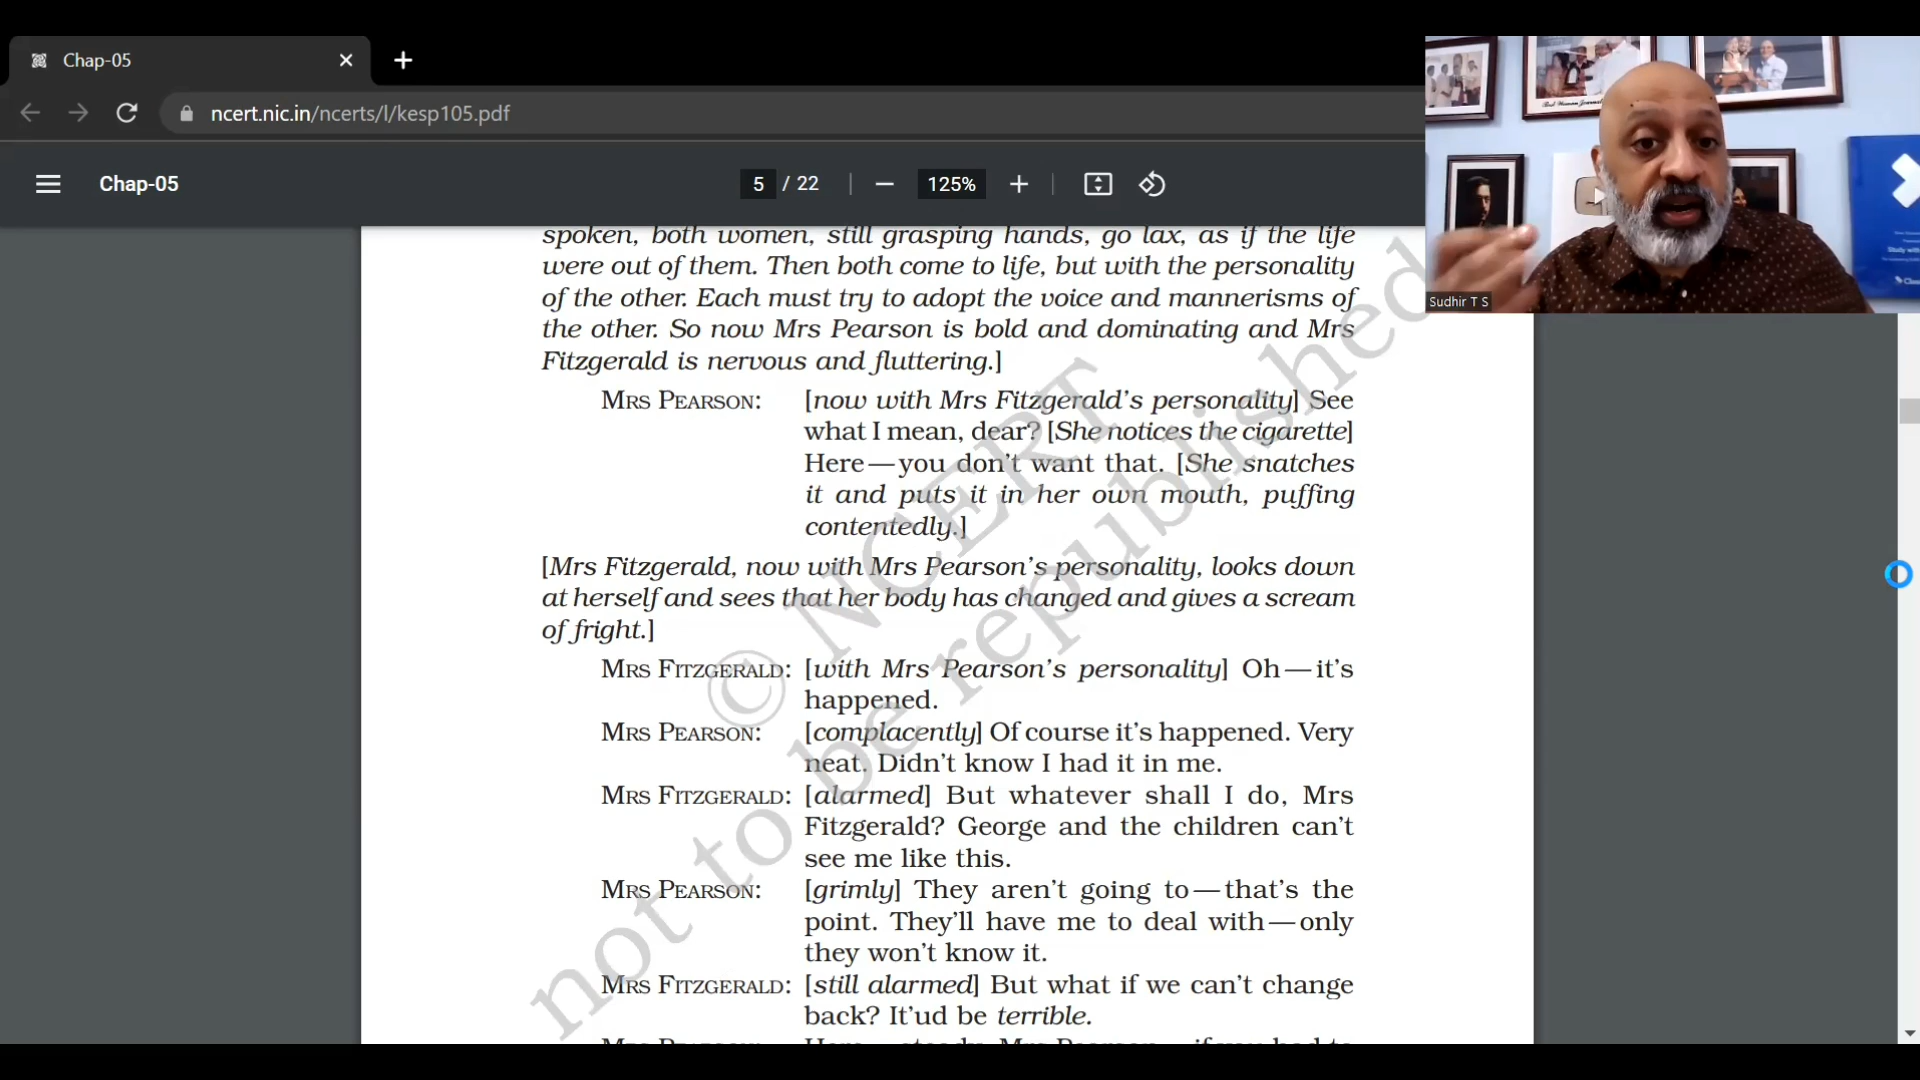 Chap-05
ncert.nic.in/ncerts/l/kesp105.pdf
Chap-05
5 / 22
125%
Sudhir T S
spoken, both women, still grasping hands, go lax, as if the life
were out of them. Then both come to life, but with the personality
of the other. Each must try to adopt the voice and mannerisms of
the other. So now Mrs Pearson is bold and dominating and Mrs
Fitzgerald is nervous and fluttering.]
MRS PEARSON: [now with Mrs Fitzgerald's personality] See
what I mean, dear? [She notices the cigarette]
Here—you don't want that. [She snatches
it and puts it in her own mouth, puffing
contentedly.]
[Mrs Fitzgerald, now with Mrs Pearson's personality, looks down
at herself and sees that her body has changed and gives a scream
of fright.]
MRS FITZGERALD: [with Mrs Pearson's personality] Oh—it's
happened.
MRS PEARSON: [complacently] Of course it's happened. Very
neat. Didn't know I had it in me.
MRS FITZGERALD: [alarmed] But whatever shall I do, Mrs
Fitzgerald? George and the children can't
see me like this.
MRS PEARSON: [grimly] They aren't going to—that's the
point. They'll have me to deal with—only
they won't know it.
MRS FITZGERALD: [still alarmed] But what if we can't change
back? It'ud be terrible.
© NCERT
not to be republished